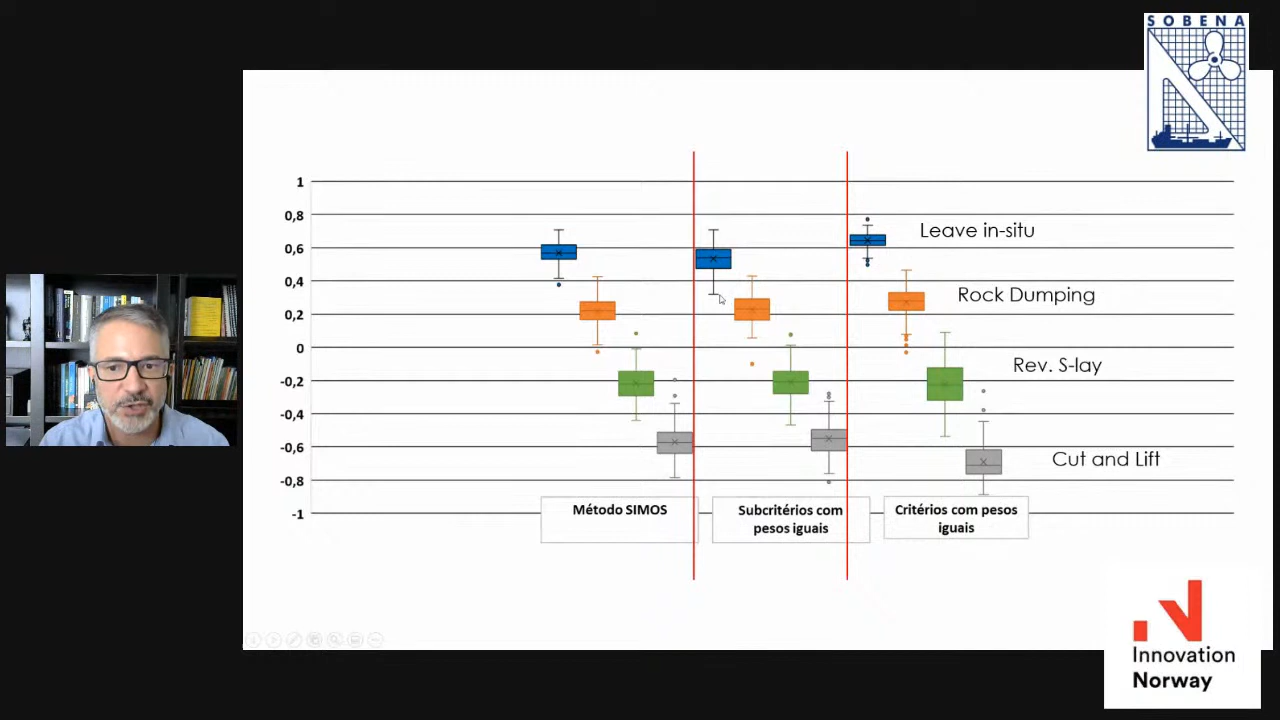 SOBENA
1
0,8
0,6
0,4
0,2
0
-0,2
-0,4
-0,6
-0,8
-1
Leave in-situ
Rock Dumping
Rev. S-lay
Cut and Lift
Método SIMOS
Subcritérios com
pesos iguais
Critérios com pesos
iguais
Innovation
Norway